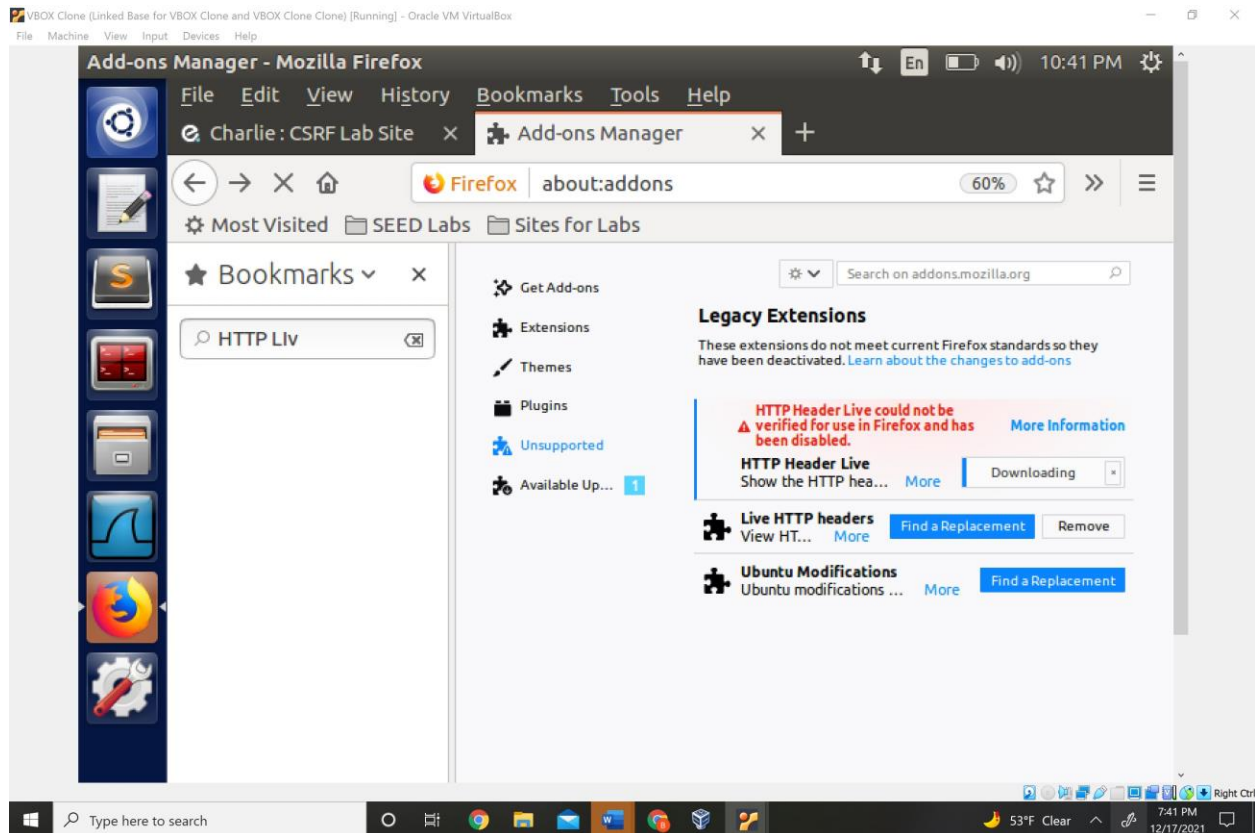 VBOX Clone (Linked Base for VBOX Clone and VBOX Clone Clone) [Running] - Oracle VM VirtualBox
File Machine View Input Devices Help
Add-ons Manager - Mozilla Firefox
En 10:41 PM
File Edit View History Bookmarks Tools Help
Charlie : CSRF Lab Site
Add-ons Manager
Firefox about:addons 60%
Most Visited SEED Labs Sites for Labs
Bookmarks
HTTP LIv
Get Add-ons
Extensions
Themes
Plugins
Unsupported
Available Up... 1
Search on addons.mozilla.org
Legacy Extensions
These extensions do not meet current Firefox standards so they
have been deactivated. Learn about the changes to add-ons
HTTP Header Live could not be
verified for use in Firefox and has
been disabled.
More Information
HTTP Header Live
Show the HTTP hea... More
Downloading
Live HTTP headers
View HT... More
Find a Replacement Remove
Ubuntu Modifications
Ubuntu modifications ... More
Find a Replacement
Right Ctrl
Type here to search
53°F Clear
7:41 PM
12/17/2021